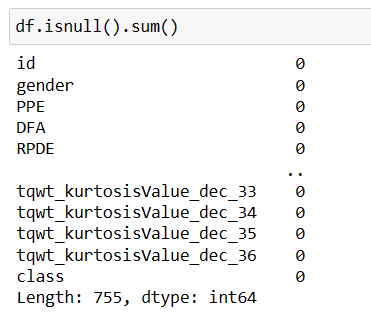 df.isnull().sum()
id 0
gender 0
PPE 0
DFA 0
RPDE 0
..
tqwt_kurtosisValue_dec_33 0
tqwt_kurtosisValue_dec_34 0
tqwt_kurtosisValue_dec_35 0
tqwt_kurtosisValue_dec_36 0
class 0
Length: 755, dtype: int64